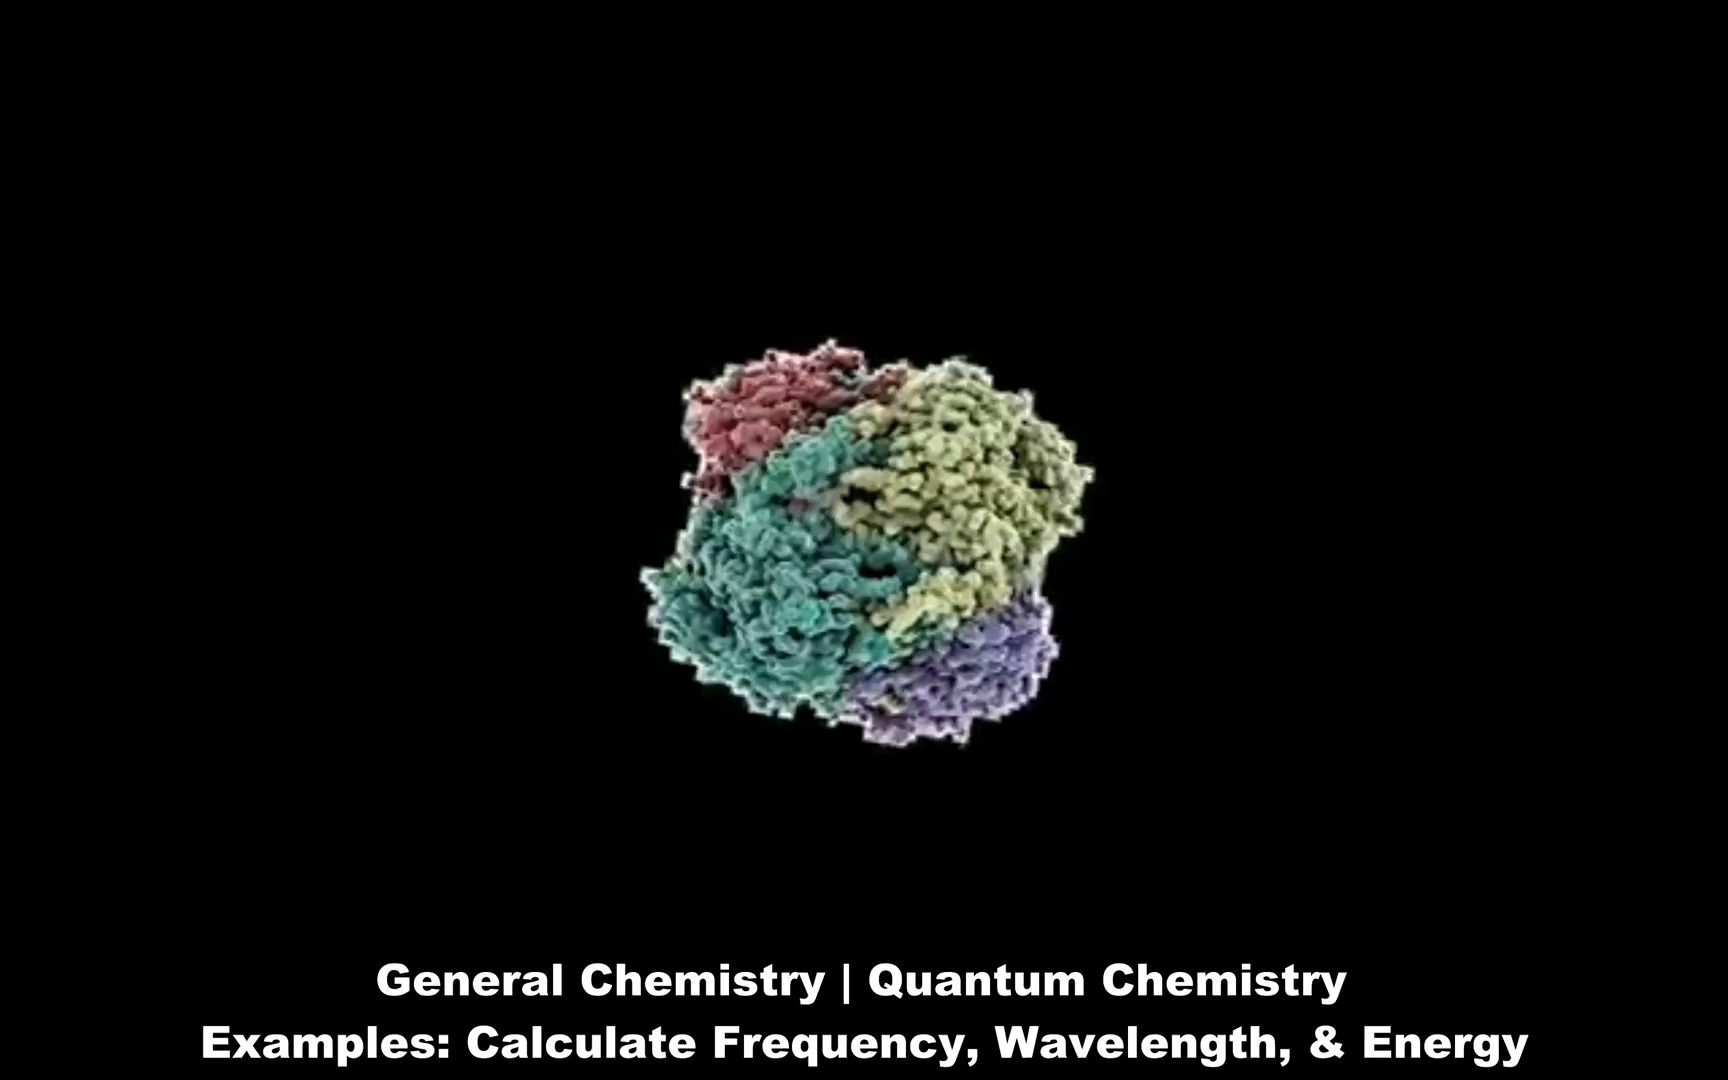 General Chemistry | Quantum Chemistry
Examples: Calculate Frequency, Wavelength, & Energy